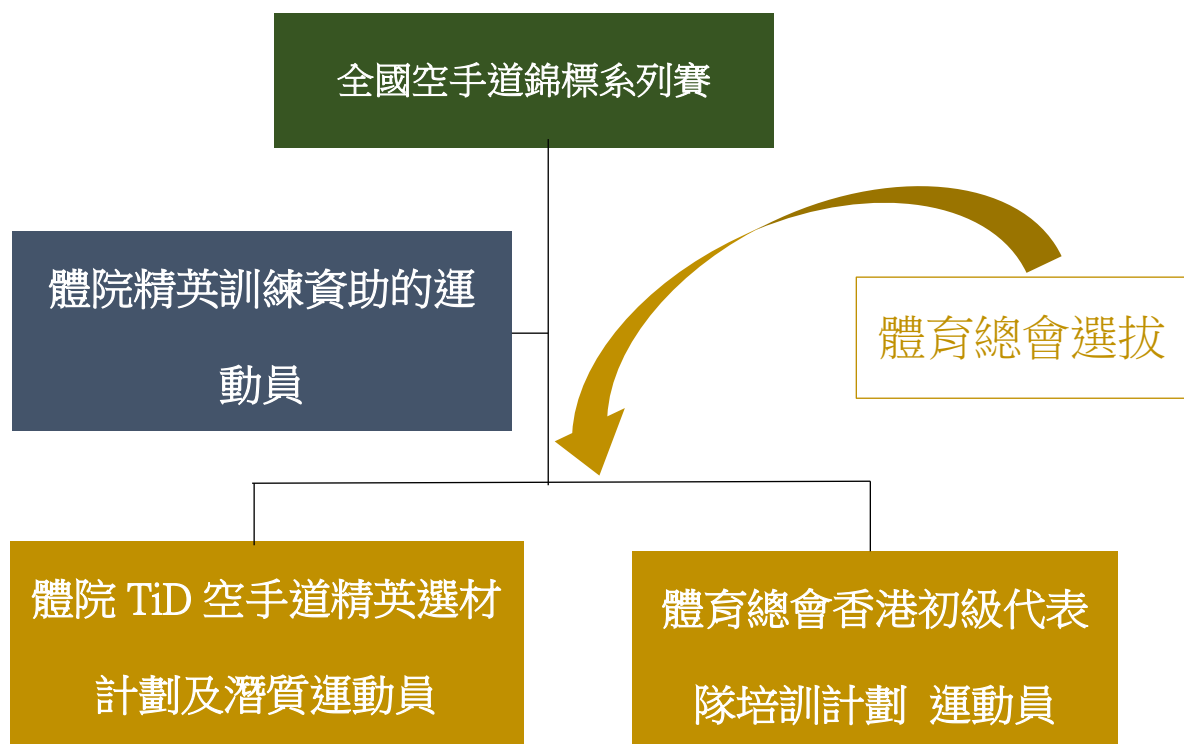 全國空手道錦標系列賽
體院精英訓練資助的運
動員
體育總會選拔
體院 TiD 空手道精英選材
計劃及潛質運動員
體育總會香港初級代表
隊培訓計劃 運動員